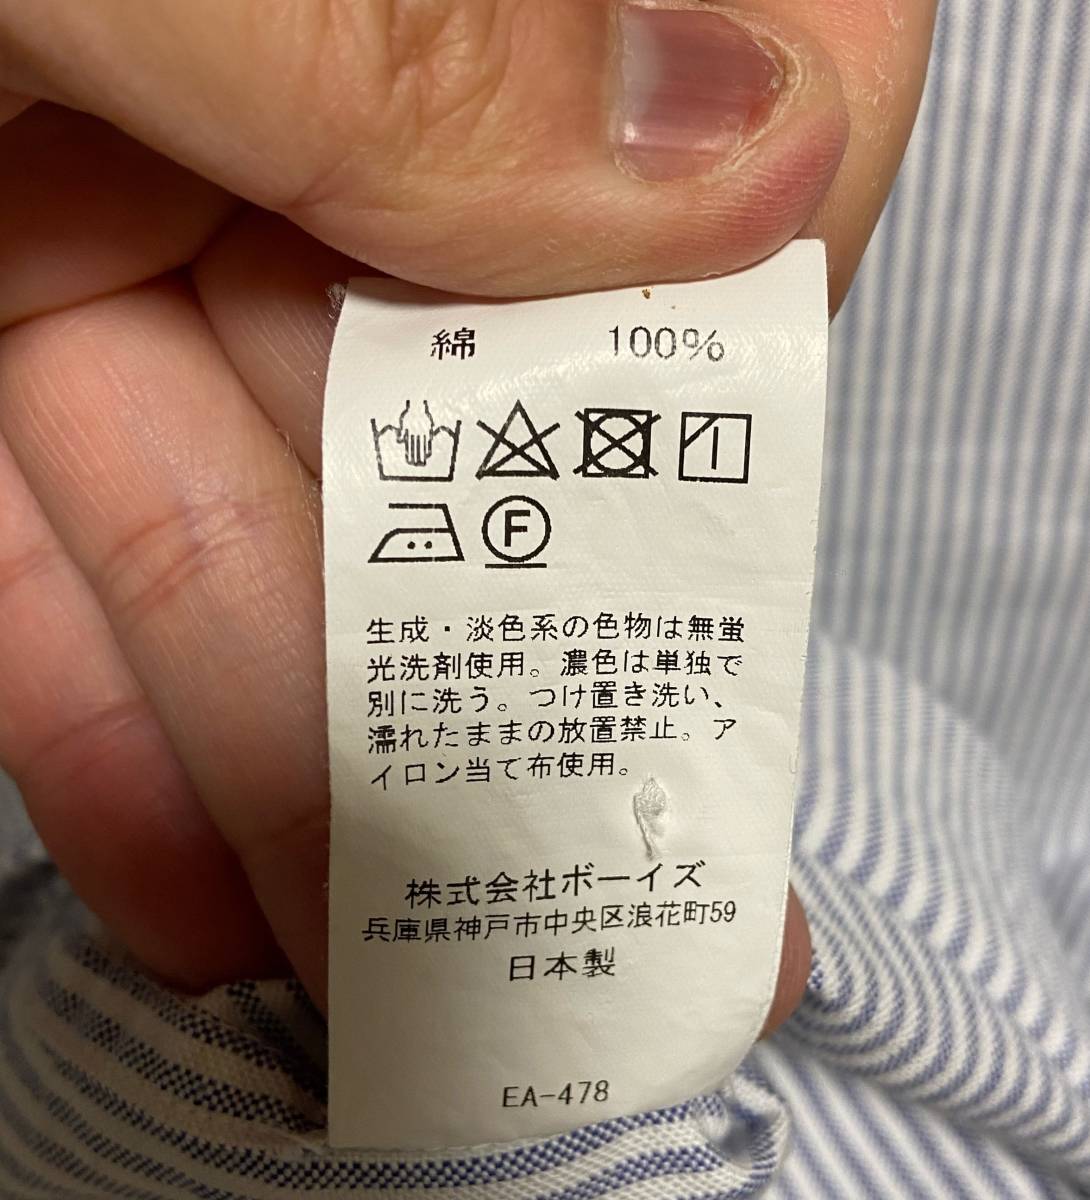 綿 100%
F
生成・淡色系の色物は無蛍
光洗剤使用。濃色は単独で
別に洗う。つけ置き洗い、
濡れたままの放置禁止。ア
イロン当て布使用。
株式会社ボーイズ
兵庫県神戸市中央区浪花町59
日本製
EA-478